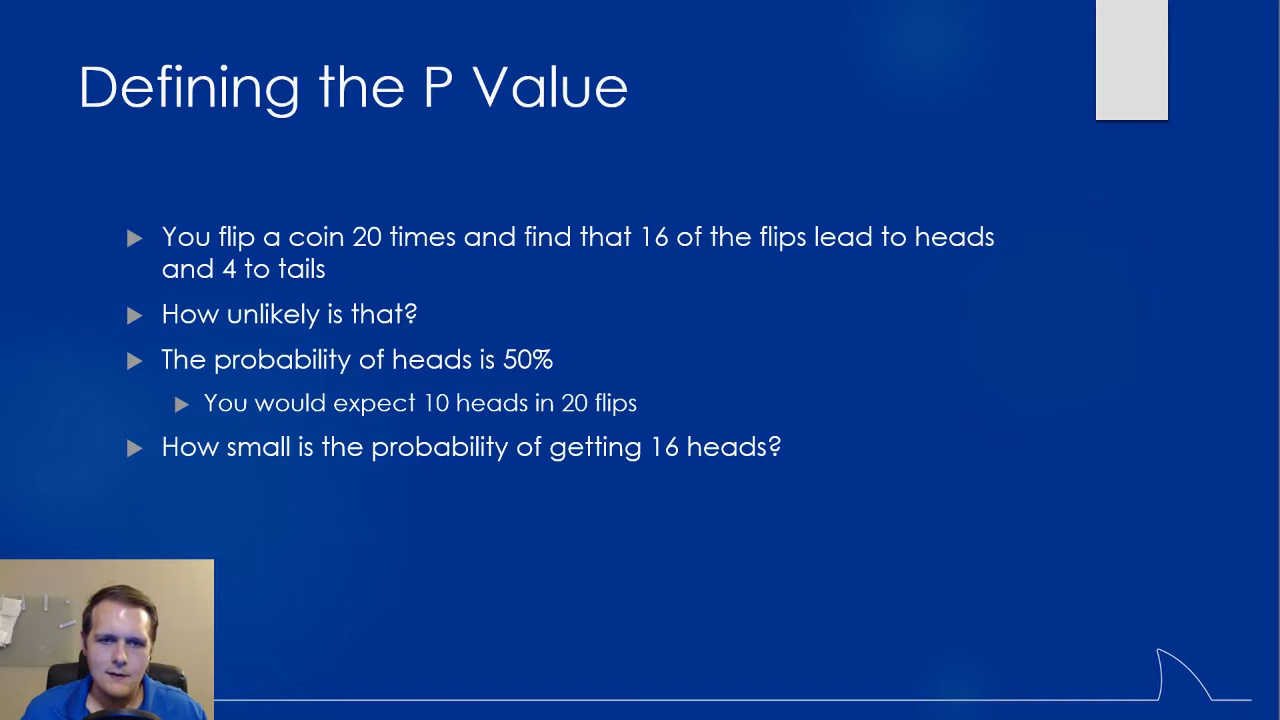 Defining the P Value
You flip a coin 20 times and find that 16 of the flips lead to heads
and 4 to tails
How unlikely is that?
The probability of heads is 50%
You would expect 10 heads in 20 flips
How small is the probability of getting 16 heads?